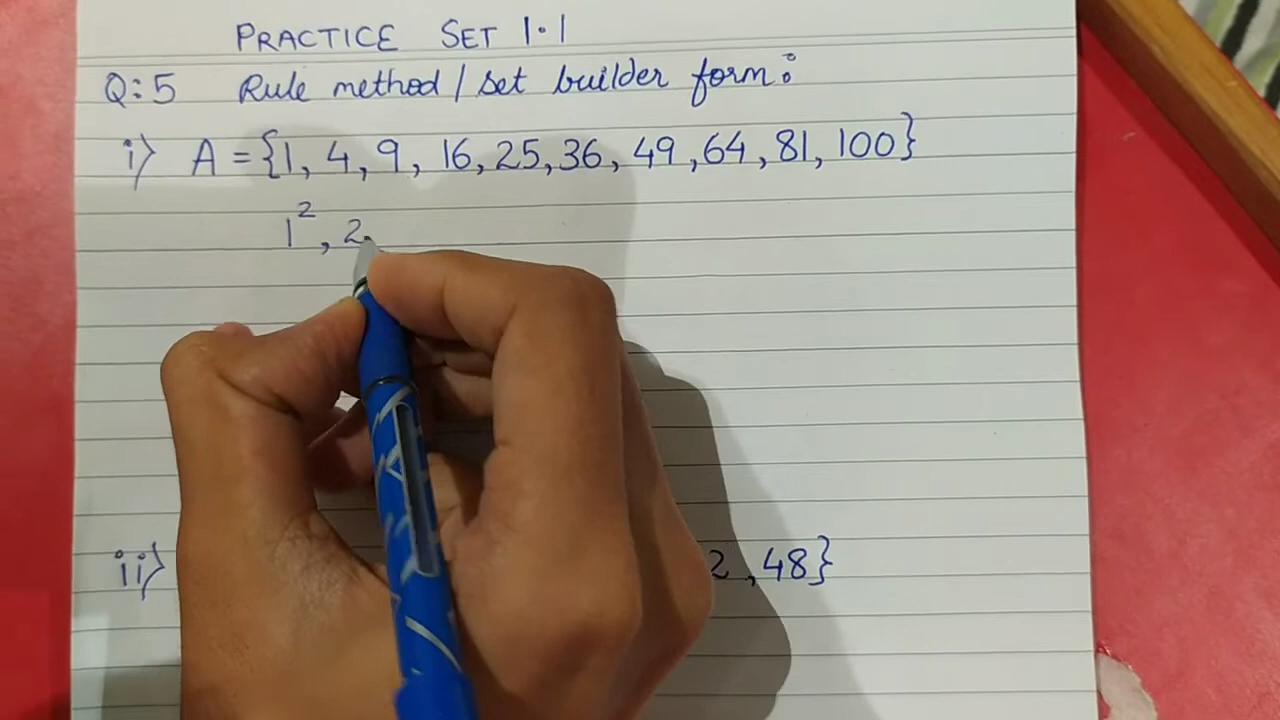 PRACTICE SET 1.1
Q:5 Rule method / set builder form:
i) A = {1, 4, 9, 16, 25, 36, 49, 64, 81, 100}
1², 2
ii) 2, 48}